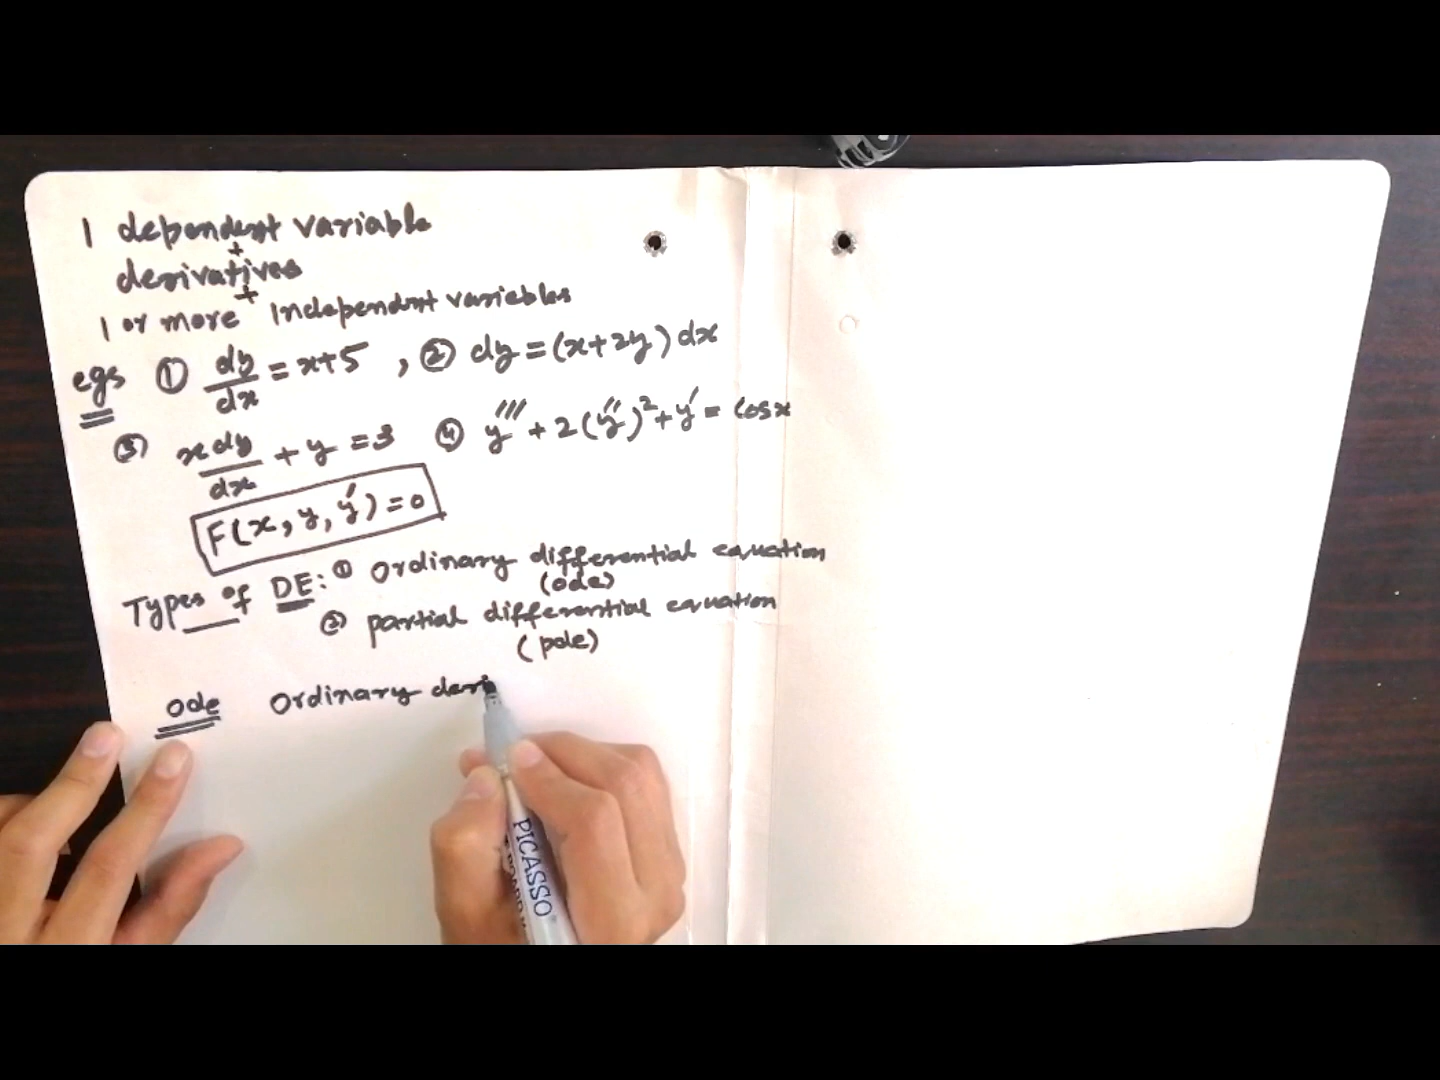 1 dependent variable
+
derivatives
+
1 or more Independent variables
egs ① dy/dx = x+5 , ② dy = (x+2y) dx
③ x dy/dx + y = 3 ④ y''' + 2(y'')² + y' = cosx
F(x, y, y') = 0
Types of DE: ① Ordinary differential equation
(ode)
② partial differential equation
(pde)
ode Ordinary deri
PICASSO